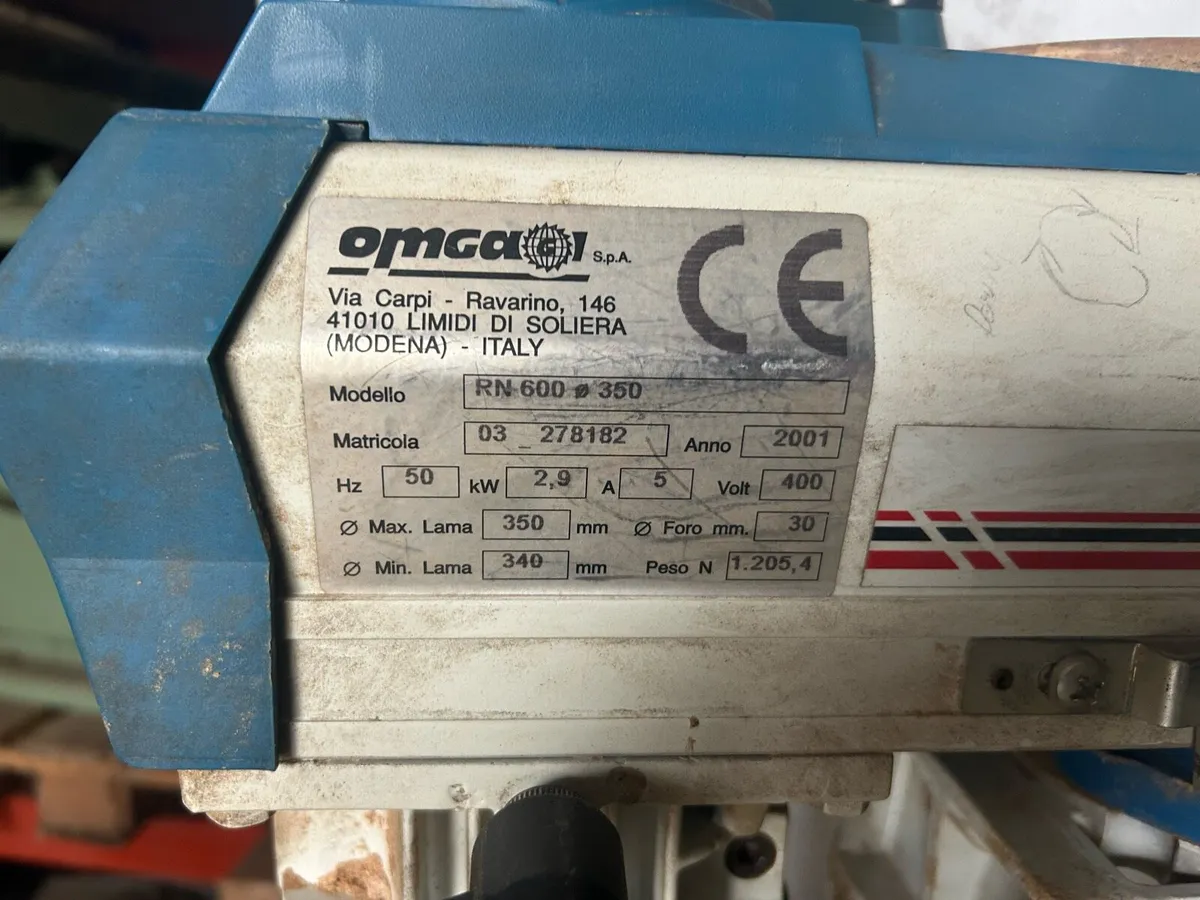 OMGA G S.p.A.
CE
Via Carpi - Ravarino, 146
41010 LIMIDI DI SOLIERA
(MODENA) - ITALY
Modello RN 600 ø 350
Matricola 03_278182 Anno 2001
Hz 50 kW 2,9 A 5 Volt 400
Ø Max. Lama 350 mm Ø Foro mm. 30
Ø Min. Lama 340 mm Peso N 1.205,4